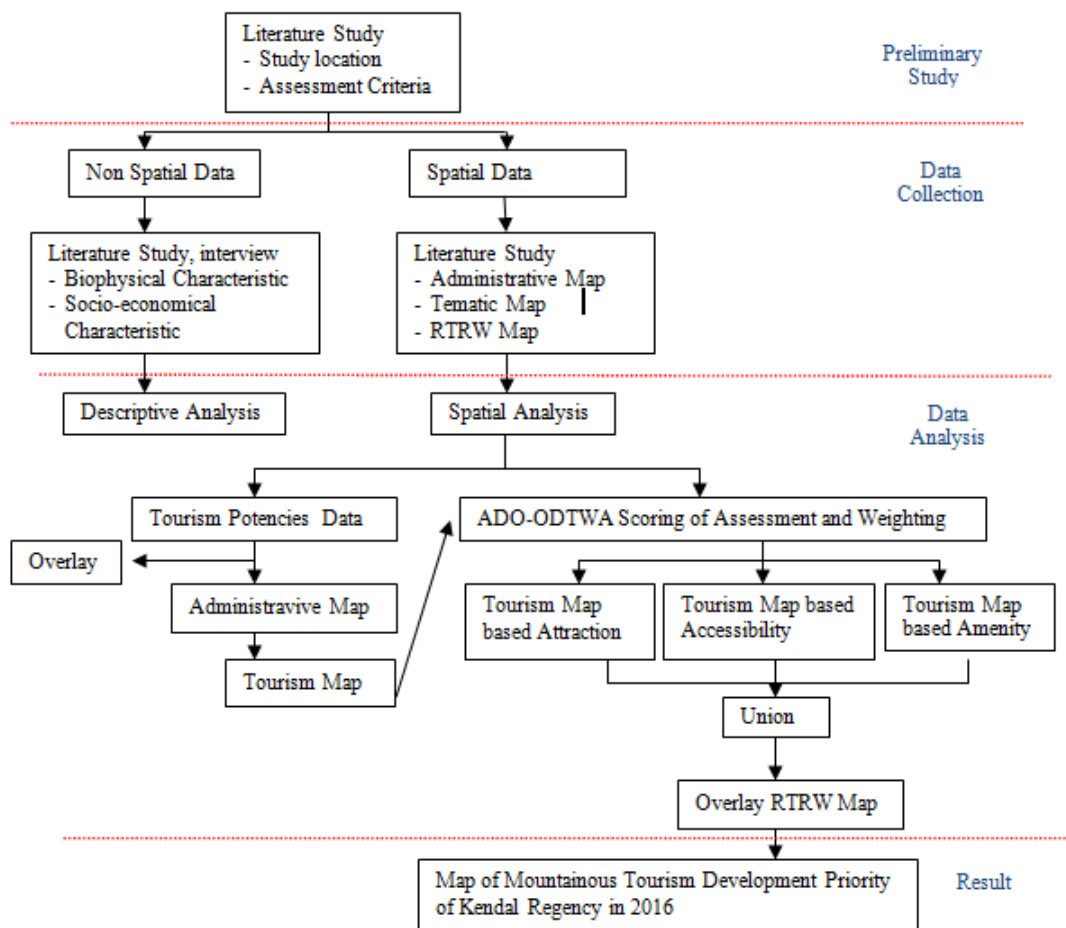 Literature Study
- Study location
- Assessment Criteria
Preliminary
Study
Non Spatial Data
Spatial Data
Data
Collection
Literature Study, interview
- Biophysical Characteristic
- Socio-economical
Characteristic
Literature Study
- Administrative Map
- Tematic Map
- RTRW Map
Descriptive Analysis
Spatial Analysis
Data
Analysis
Tourism Potencies Data
ADO-ODTWA Scoring of Assessment and Weighting
Overlay
Administravive Map
Tourism Map
Tourism Map
based Attraction
Tourism Map based
Accessibility
Tourism Map
based Amenity
Union
Overlay RTRW Map
Map of Mountainous Tourism Development Priority
of Kendal Regency in 2016
Result